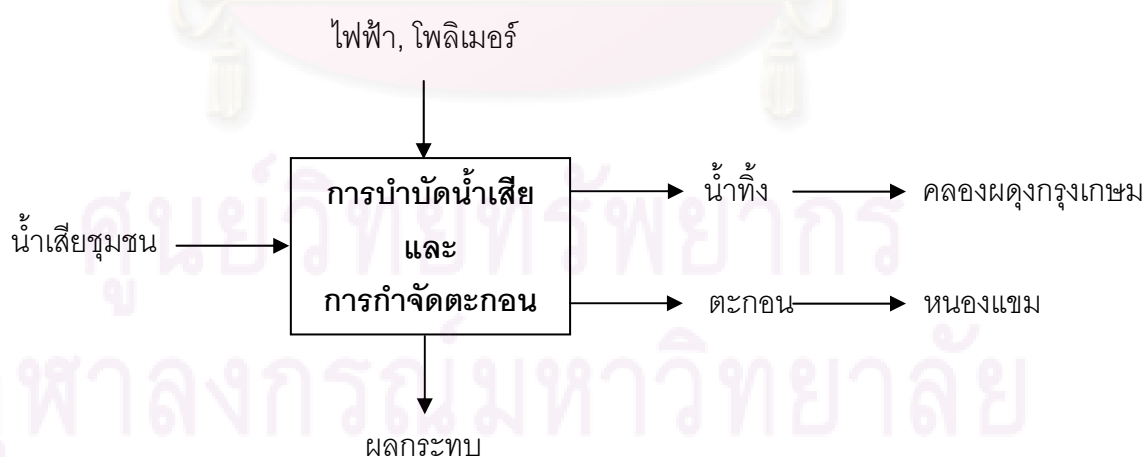 ไฟฟ้า, โพลิเมอร์
การบำบัดน้ำเสีย
และ
การกำจัดตะกอน
น้ำเสียชุมชน
น้ำทิ้ง
คลองผดุงกรุงเกษม
ตะกอน
หนองแขม
ผลกระทบ
ศูนย์วิทยทรัพยากร
จุฬาลงกรณ์มหาวิทยาลัย